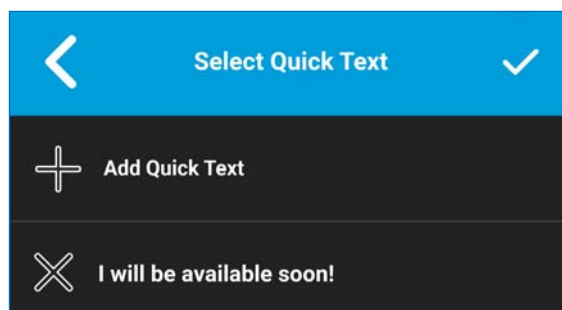 Select Quick Text
Add Quick Text
I will be available soon!